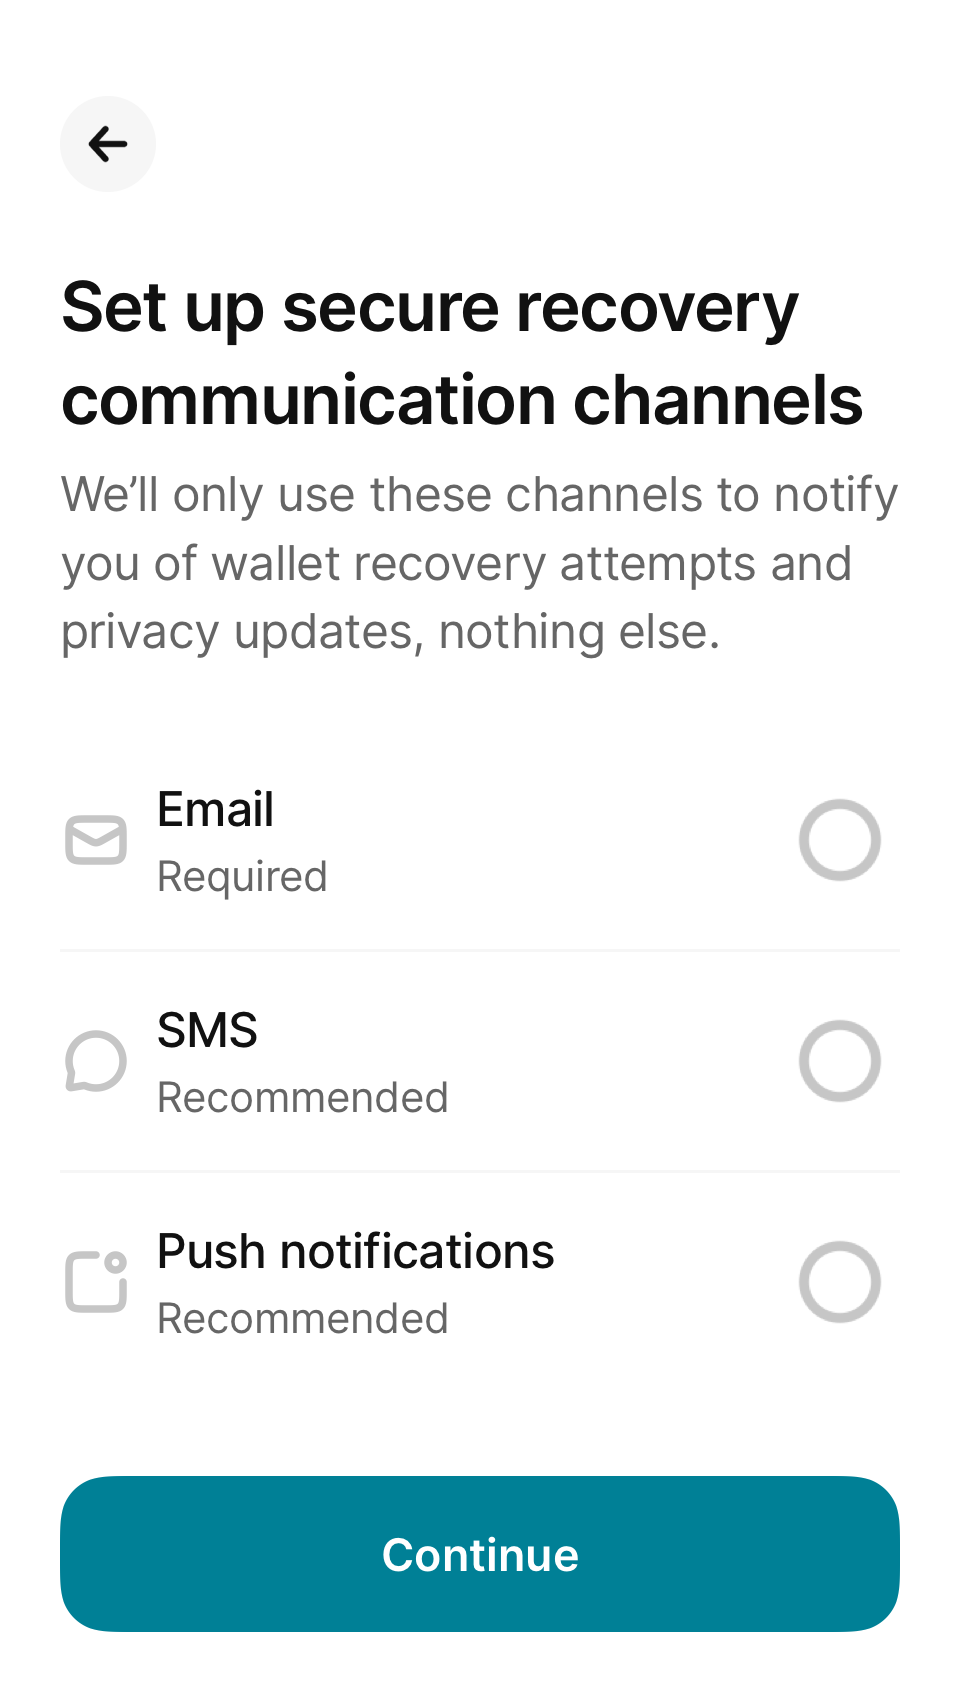 Set up secure recovery
communication channels
We’ll only use these channels to notify
you of wallet recovery attempts and
privacy updates, nothing else.
Email
Required
SMS
Recommended
Push notifications
Recommended
Continue